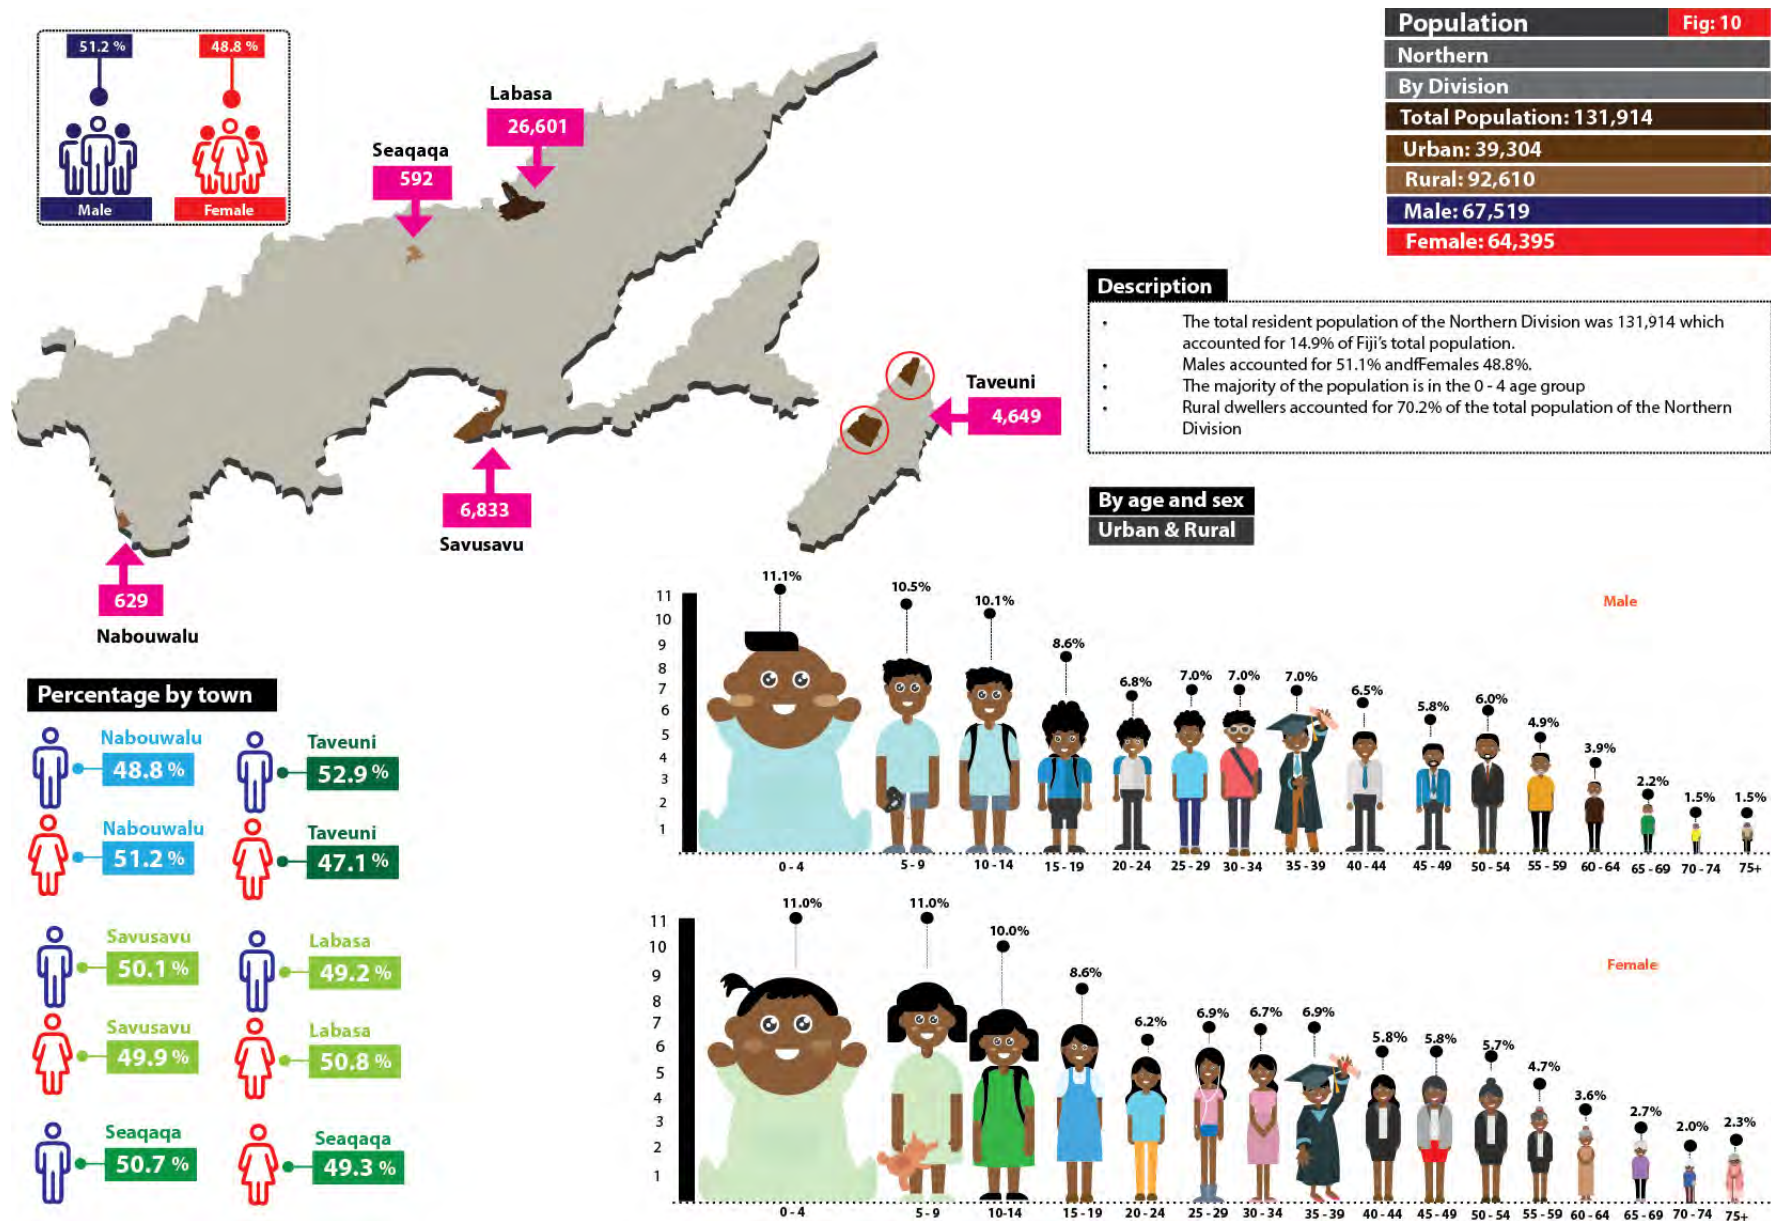 51.2 %
48.8 %
Male
Female
Labasa
26,601
Seaqaqa
592
Taveuni
4,649
6,833
Savusavu
629
Nabouwalu
Population
Fig: 10
Northern
By Division
Total Population: 131,914
Urban: 39,304
Rural: 92,610
Male: 67,519
Female: 64,395
Description
• The total resident population of the Northern Division was 131,914 which
accounted for 14.9% of Fiji's total population.
• Males accounted for 51.1% andfFemales 48.8%.
• The majority of the population is in the 0 - 4 age group
• Rural dwellers accounted for 70.2% of the total population of the Northern
Division
By age and sex
Urban & Rural
Percentage by town
Nabouwalu
48.8 %
Taveuni
52.9 %
Nabouwalu
51.2 %
Taveuni
47.1 %
Savusavu
50.1 %
Labasa
49.2 %
Savusavu
49.9 %
Labasa
50.8 %
Seaqaqa
50.7 %
Seaqaqa
49.3 %
Male
11
10
9
8
7
6
5
4
3
2
1
11.1%
10.5%
10.1%
8.6%
6.8%
7.0%
7.0%
7.0%
6.5%
5.8%
6.0%
4.9%
3.9%
2.2%
1.5%
1.5%
0 - 4
5 - 9
10 - 14
15 - 19
20 - 24
25 - 29
30 - 34
35 - 39
40 - 44
45 - 49
50 - 54
55 - 59
60 - 64
65 - 69
70 - 74
75+
Female
11
10
9
8
7
6
5
4
3
2
1
11.0%
11.0%
10.0%
8.6%
6.2%
6.9%
6.7%
6.9%
5.8%
5.8%
5.7%
4.7%
3.6%
2.7%
2.0%
2.3%
0 - 4
5 - 9
10-14
15 - 19
20 - 24
25 - 29
30 - 34
35 - 39
40 - 44
45 - 49
50 - 54
55 - 59
60 - 64
65 - 69
70 - 74
75+